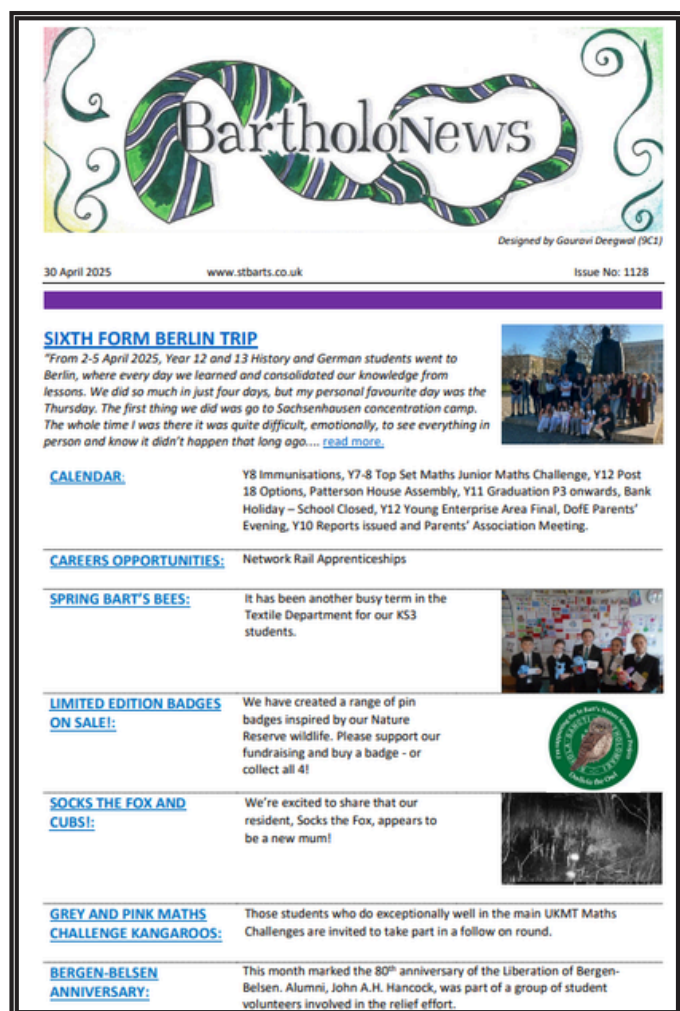 BartholoNews
Designed by Gauravi Deegwal (9C1)
30 April 2025 www.stbarts.co.uk Issue No: 1128
SIXTH FORM BERLIN TRIP
"From 2-5 April 2025, Year 12 and 13 History and German students went to
Berlin, where every day we learned and consolidated our knowledge from
lessons. We did so much in just four days, but my personal favourite day was the
Thursday. The first thing we did was go to Sachsenhausen concentration camp.
The whole time I was there it was quite difficult, emotionally, to see everything in
person and know it didn't happen that long ago.... read more.
CALENDAR:
Y8 Immunisations, Y7-8 Top Set Maths Junior Maths Challenge, Y12 Post
18 Options, Patterson House Assembly, Y11 Graduation P3 onwards, Bank
Holiday – School Closed, Y12 Young Enterprise Area Final, DofE Parents'
Evening, Y10 Reports issued and Parents' Association Meeting.
CAREERS OPPORTUNITIES:
Network Rail Apprenticeships
SPRING BART'S BEES:
It has been another busy term in the
Textile Department for our KS3
students.
LIMITED EDITION BADGES
ON SALE!:
We have created a range of pin
badges inspired by our Nature
Reserve wildlife. Please support our
fundraising and buy a badge - or
collect all 4!
SOCKS THE FOX AND
CUBS!:
We're excited to share that our
resident, Socks the Fox, appears to
be a new mum!
GREY AND PINK MATHS
CHALLENGE KANGAROOS:
Those students who do exceptionally well in the main UKMT Maths
Challenges are invited to take part in a follow on round.
BERGEN-BELSEN
ANNIVERSARY:
This month marked the 80th anniversary of the Liberation of Bergen-
Belsen. Alumni, John A.H. Hancock, was part of a group of student
volunteers involved in the relief effort.